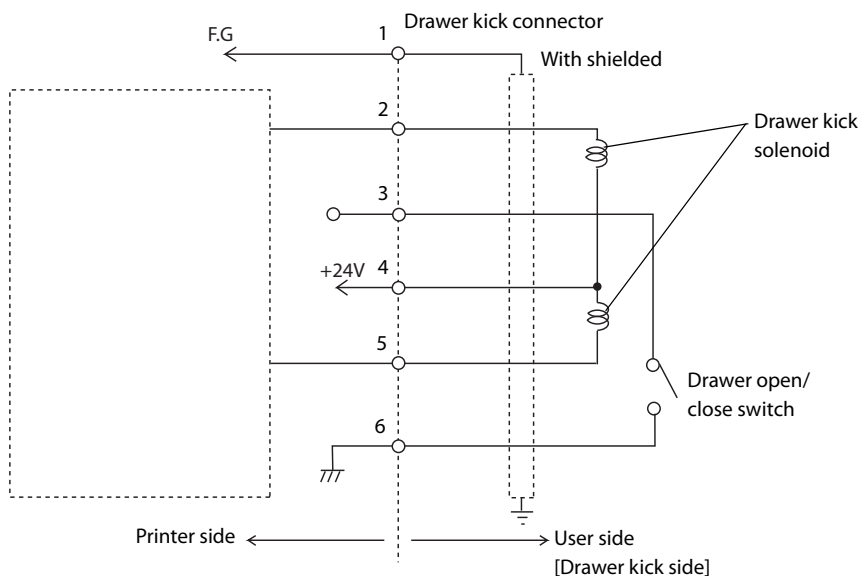 Drawer kick connector
F.G
1
With shielded
2
Drawer kick
solenoid
3
+24V
4
5
Drawer open/
close switch
6
Printer side
User side
[Drawer kick side]